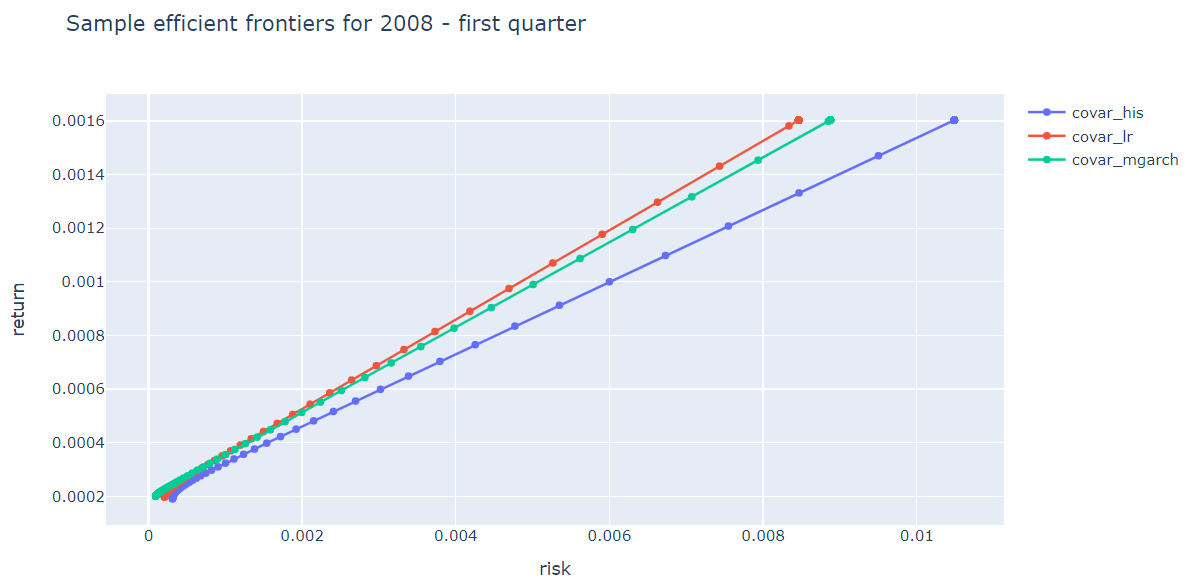 Sample efficient frontiers for 2008 - first quarter
covar_his
covar_lr
covar_mgarch
return
0.0016
0.0014
0.0012
0.001
0.0008
0.0006
0.0004
0.0002
0
0.002
0.004
0.006
0.008
0.01
risk